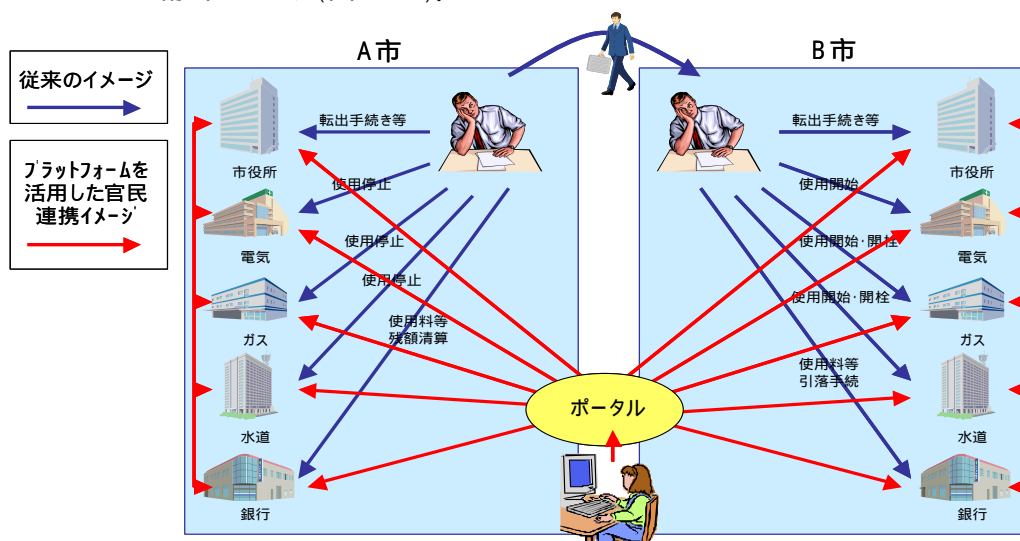 A市
B市
従来のイメージ
プラットフォームを
活用した官民
連携イメージ
転出手続き等
市役所
使用停止
電気
使用停止
使用停止
ガス
使用料等
残額清算
水道
銀行
転出手続き等
市役所
使用開始
電気
使用開始・開栓
使用開始・開栓
ガス
使用料等
引落手続
水道
銀行
ポータル